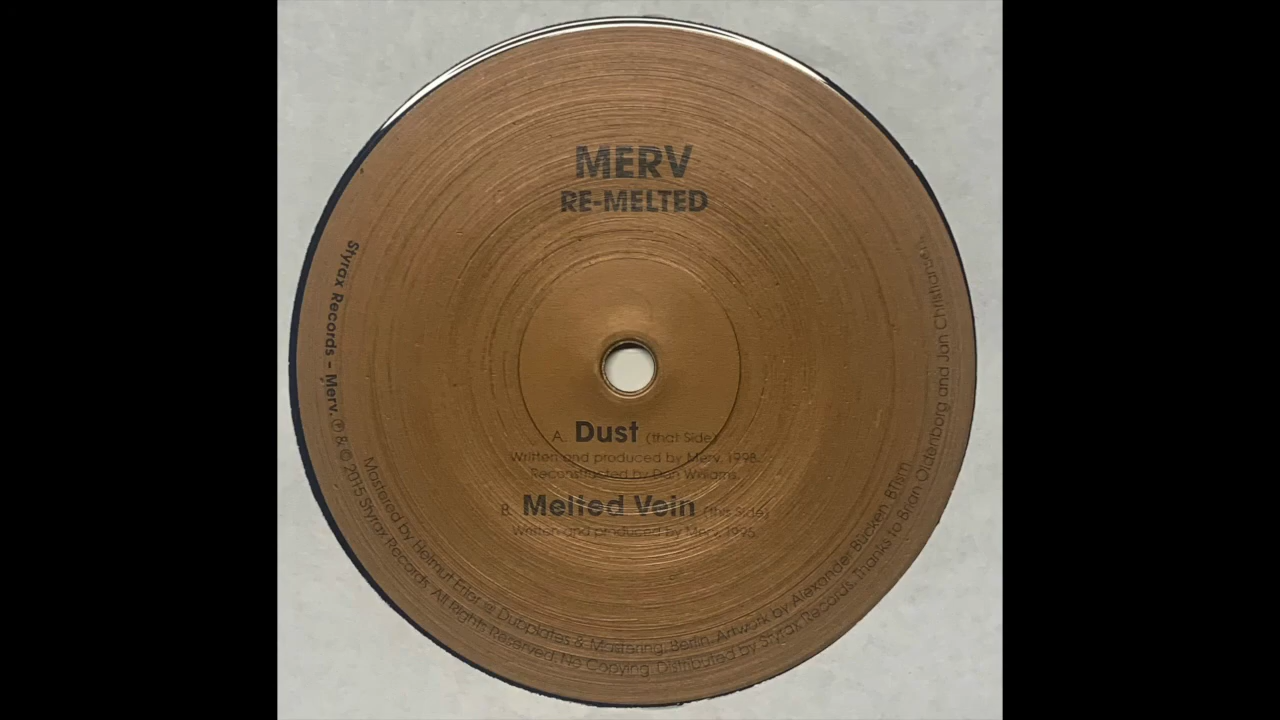 MERV
RE-MELTED
A. Dust (that Side)
Written and produced by Merv, 1998.
Reconstructed by Dan Williams.
B. Melted Vein (this Side)
Written and produced by Merv, 1995.
Styrax Records – Merv. ℗ & © 2015 Styrax Records. All Rights Reserved. No Copying. Distributed by Styrax Records. Thanks to Brian Oldenborg and Jan Christiansen.
Mastered by Helmut Erler @ Dubplates & Mastering, Berlin. Artwork by Alexander Bücken,